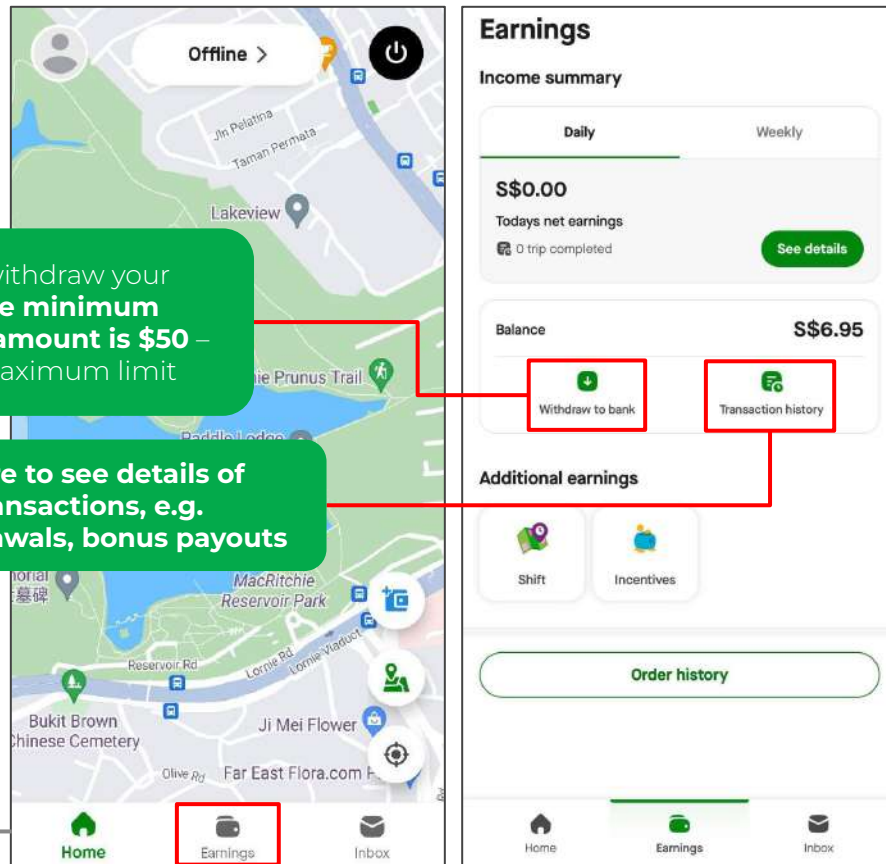 Offline >
Jln Pelatina
Taman Permata
Lakeview
withdraw your
minimum
amount is $50 –
maximum limit
Prunus Trail
Paddle Lodge
to see details of
e.g.
bonus payouts
墓碑
MacRitchie
Reservoir Park
Reservoir Rd
Lornie Rd
Lornie Viaduct
Bukit Brown
Chinese Cemetery
Ji Mei Flower
Olive Rd
Far East Flora.com
Home
Earnings
Inbox
Earnings
Income summary
Daily
Weekly
S$0.00
Todays net earnings
0 trip completed
See details
Balance
S$6.95
Withdraw to bank
Transaction history
Additional earnings
Shift
Incentives
Order history
Home
Earnings
Inbox